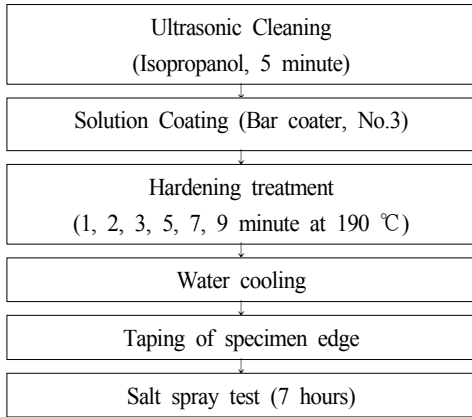 Ultrasonic Cleaning
(Isopropanol, 5 minute)
Solution Coating (Bar coater, No.3)
Hardening treatment
(1, 2, 3, 5, 7, 9 minute at 190 ℃)
Water cooling
Taping of specimen edge
Salt spray test (7 hours)